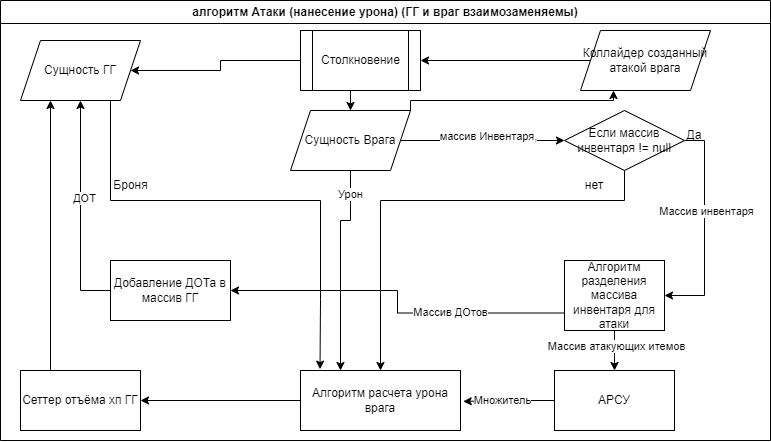 алгоритм Атаки (нанесение урона) (ГГ и враг взаимозаменяемы)
Сущность ГГ
Столкновение
Коллайдер созданный
атакой врага
Сущность Врага
массив Инвентаря,
Если массив
инвентаря != null
Да
нет
Броня
ДОТ
Урон
Массив инвентаря
Добавление ДОТа в
массив ГГ
Массив ДОтов
Алгоритм
разделения
массива
инвентаря для
атаки
Массив атакующих итемов
Сеттер отъёма хп ГГ
Алгоритм расчета урона
врага
Множитель
АРСУ